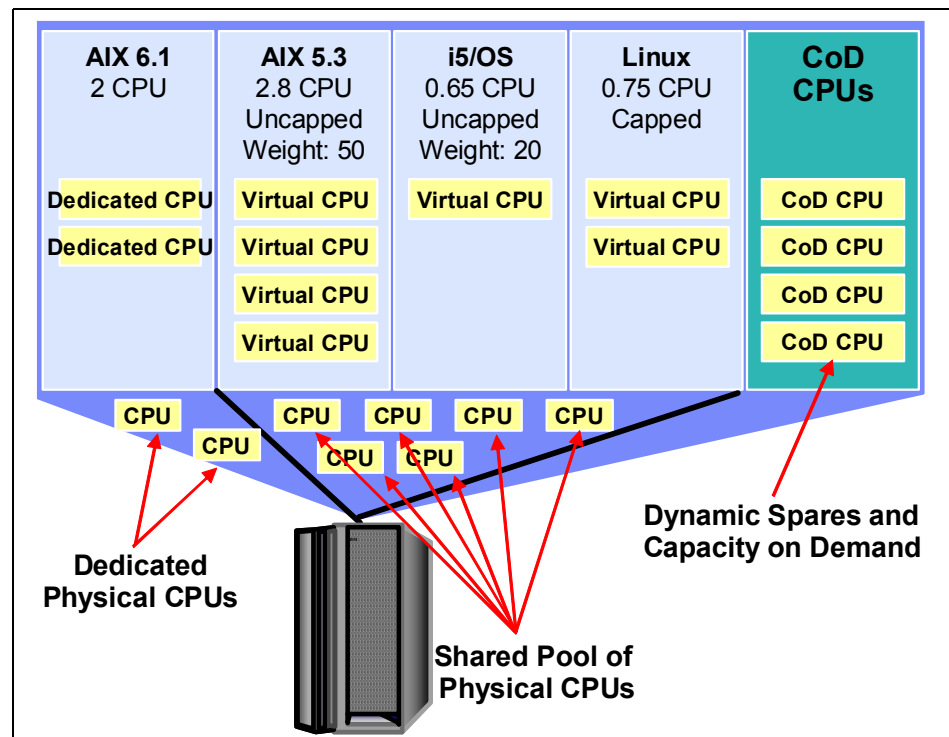 AIX 6.1
2 CPU
AIX 5.3
2.8 CPU
Uncapped
Weight: 50
i5/OS
0.65 CPU
Uncapped
Weight: 20
Linux
0.75 CPU
Capped
CoD
CPUs
Dedicated CPU
Dedicated CPU
Virtual CPU
Virtual CPU
Virtual CPU
Virtual CPU
Virtual CPU
Virtual CPU
Virtual CPU
CoD CPU
CoD CPU
CoD CPU
CoD CPU
CPU
CPU
CPU
CPU
CPU
CPU
CPU
CPU
Dedicated
Physical CPUs
Shared Pool of
Physical CPUs
Dynamic Spares and
Capacity on Demand